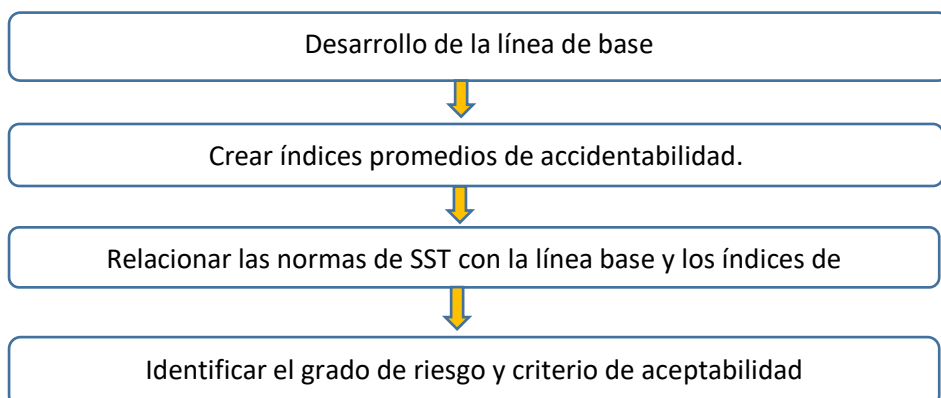 Desarrollo de la línea de base
Crear índices promedios de accidentabilidad.
Relacionar las normas de SST con la línea base y los índices de
Identificar el grado de riesgo y criterio de aceptabilidad